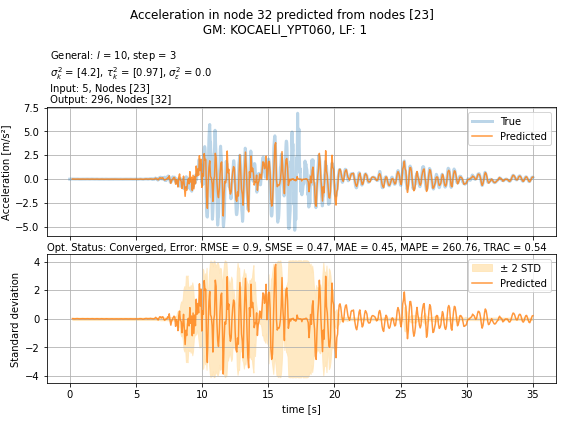 Acceleration in node 32 predicted from nodes [23]
GM: KOCAELI_YPT060, LF: 1
General: l = 10, step = 3
σ²ₖ = [4.2], τ²ₖ = [0.97], σ²ε = 0.0
Input: 5, Nodes [23]
Output: 296, Nodes [32]
7.5
5.0
2.5
0.0
−2.5
−5.0
Acceleration [m/s²]
True
Predicted
Opt. Status: Converged, Error: RMSE = 0.9, SMSE = 0.47, MAE = 0.45, MAPE = 260.76, TRAC = 0.54
4
2
0
−2
−4
Standard deviation
± 2 STD
Predicted
0 5 10 15 20 25 30 35
time [s]